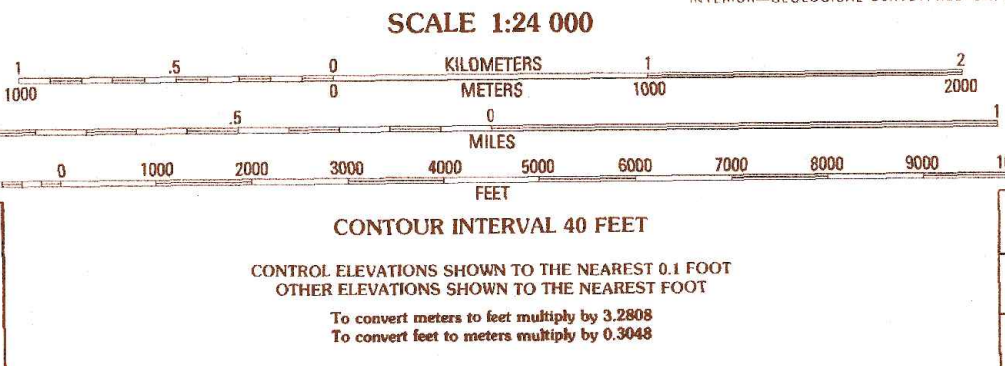 SCALE 1:24 000
1 .5 0 KILOMETERS 1 2
1000 0 METERS 1000 2000
.5 0 1
MILES
0 1000 2000 3000 4000 5000 6000 7000 8000 9000
FEET
CONTOUR INTERVAL 40 FEET
CONTROL ELEVATIONS SHOWN TO THE NEAREST 0.1 FOOT
OTHER ELEVATIONS SHOWN TO THE NEAREST FOOT
To convert meters to feet multiply by 3.2808
To convert feet to meters multiply by 0.3048